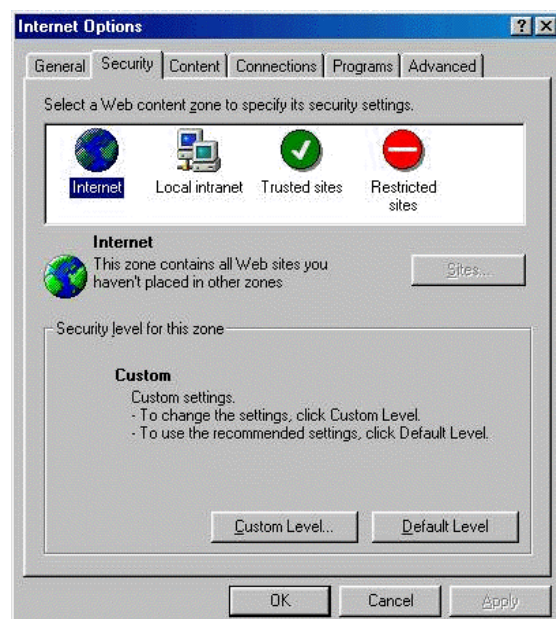 Internet Options
General Security Content Connections Programs Advanced
Select a Web content zone to specify its security settings.
Internet Local intranet Trusted sites Restricted
sites
Internet
This zone contains all Web sites you
haven't placed in other zones
Sites...
Security level for this zone
Custom
Custom settings.
- To change the settings, click Custom Level.
- To use the recommended settings, click Default Level.
Custom Level... Default Level
OK Cancel Apply